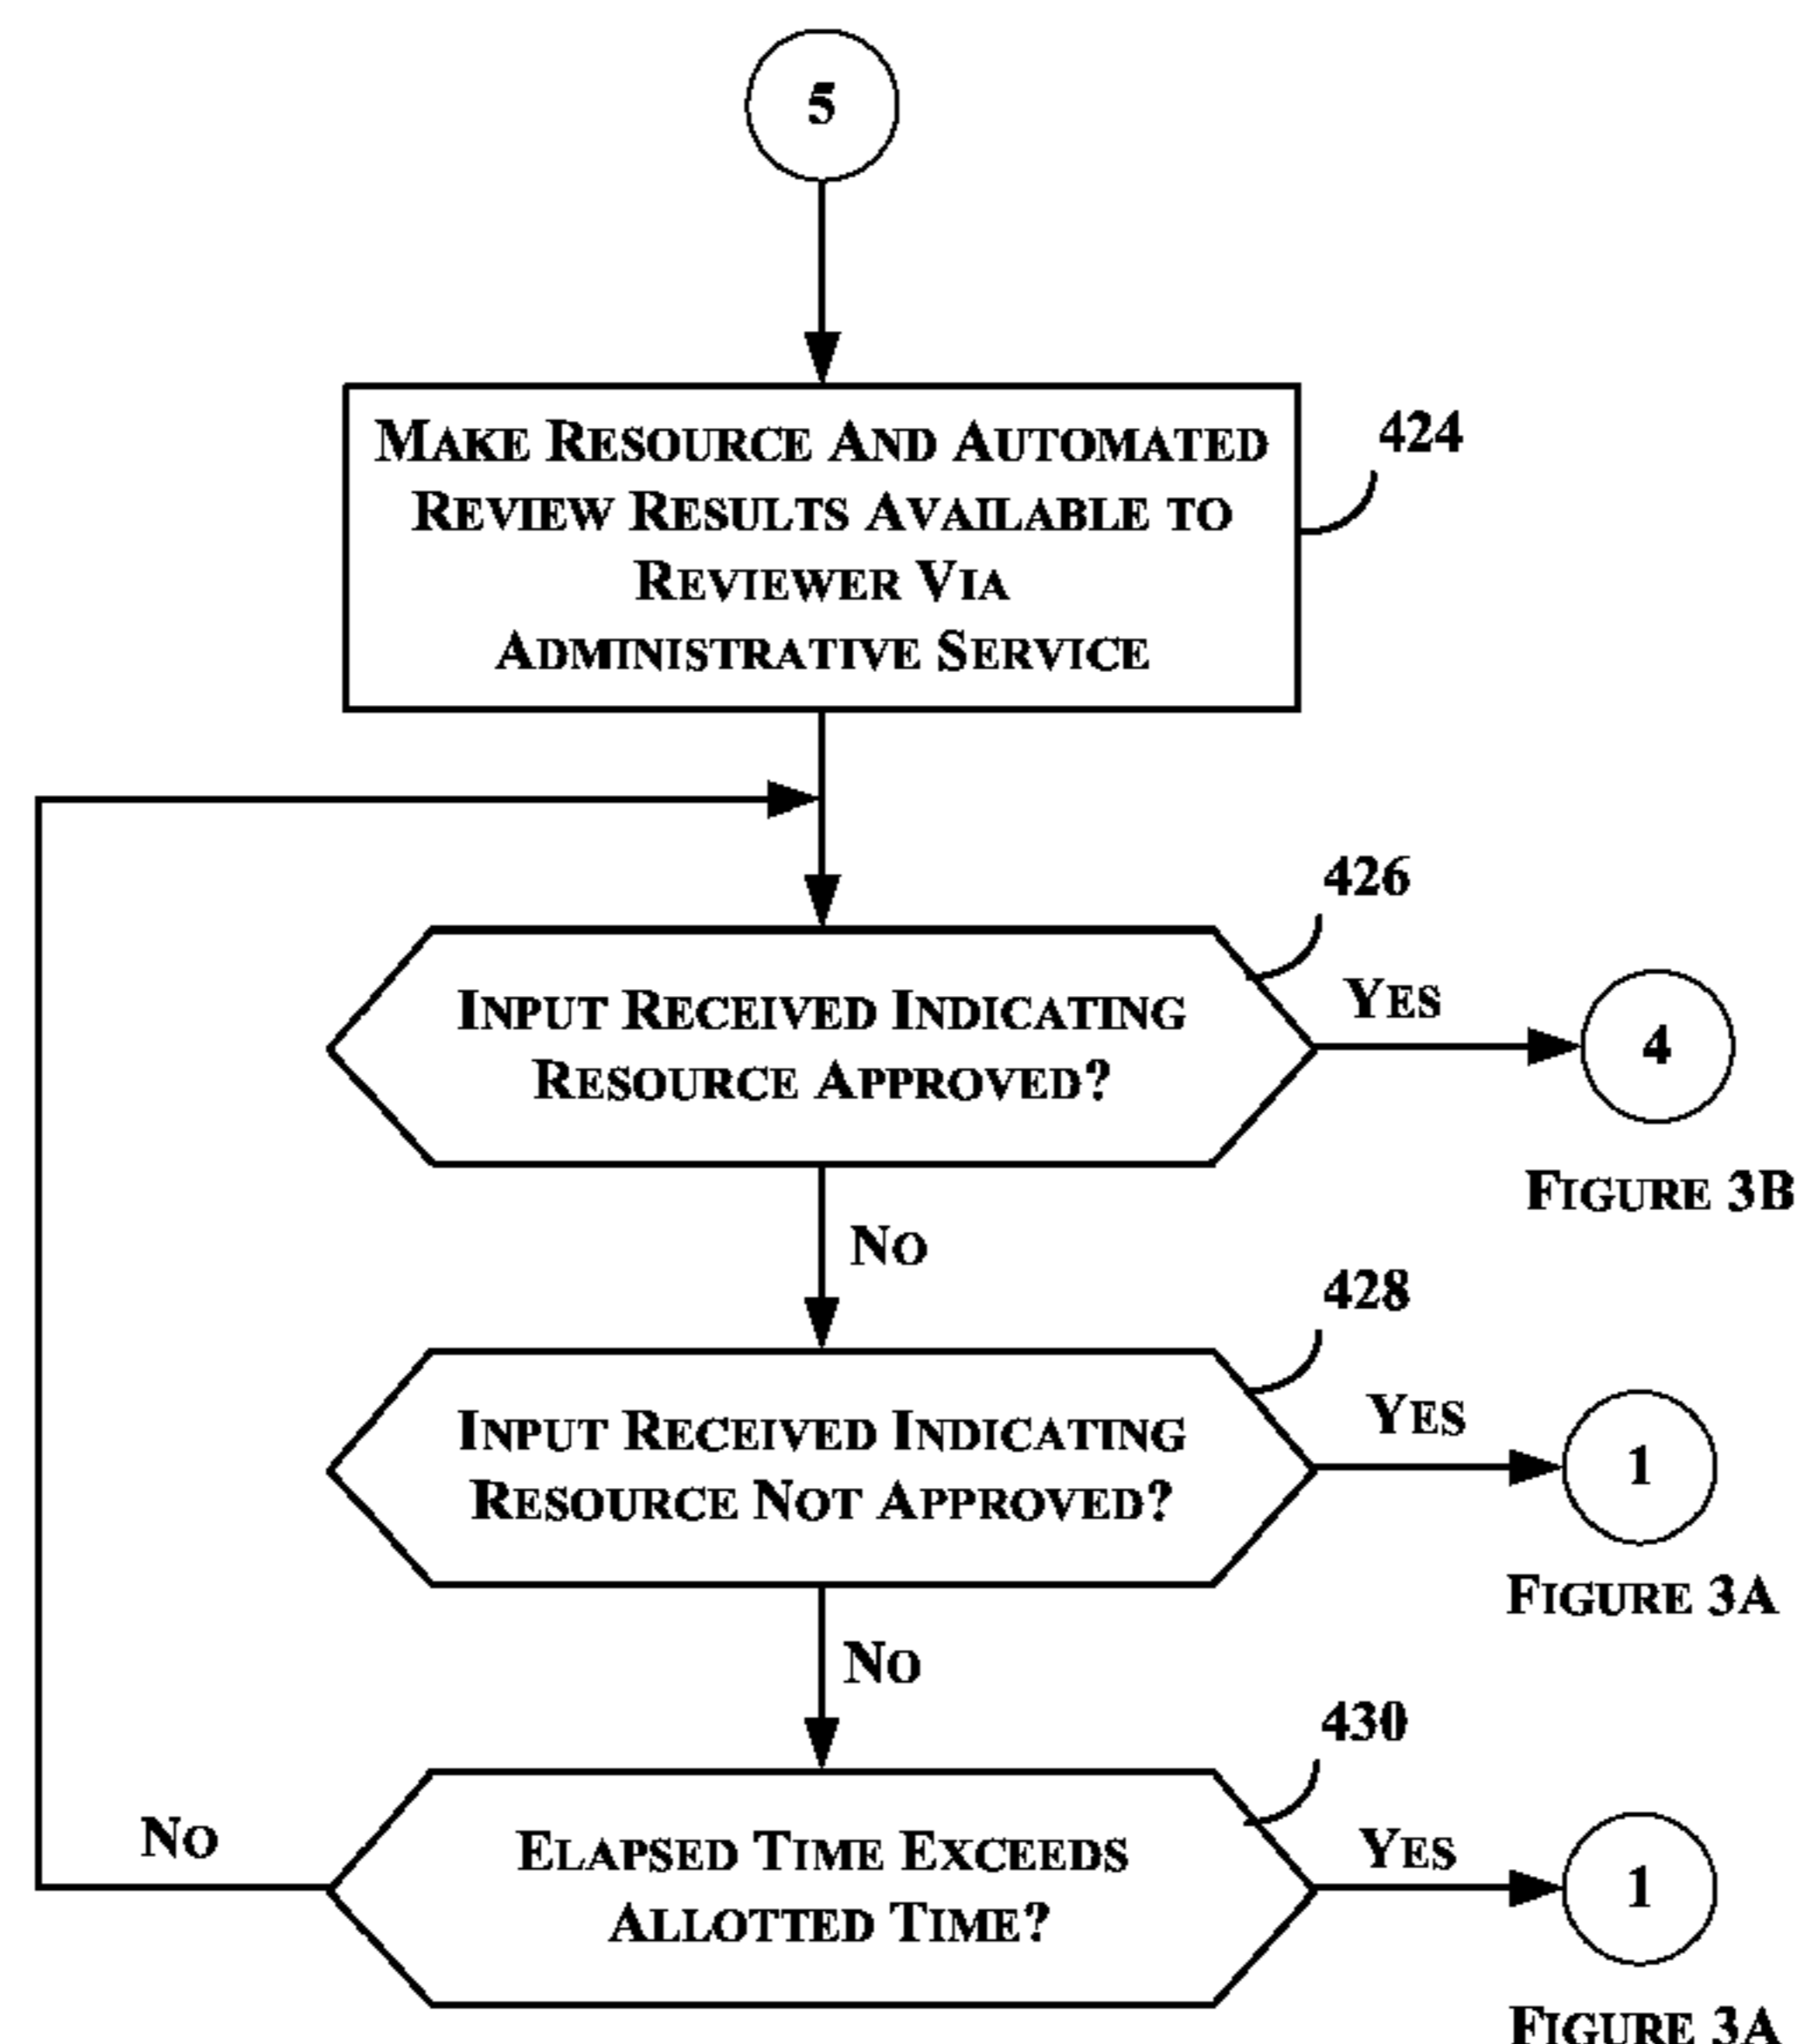 5
MAKE RESOURCE AND AUTOMATED
REVIEW RESULTS AVAILABLE TO
REVIEWER VIA
ADMINISTRATIVE SERVICE
424
426
INPUT RECEIVED INDICATING
RESOURCE APPROVED?
YES
4
FIGURE 3B
NO
428
INPUT RECEIVED INDICATING
RESOURCE NOT APPROVED?
YES
1
FIGURE 3A
NO
430
ELAPSED TIME EXCEEDS
ALLOTTED TIME?
NO
YES
1
FIGURE 3A